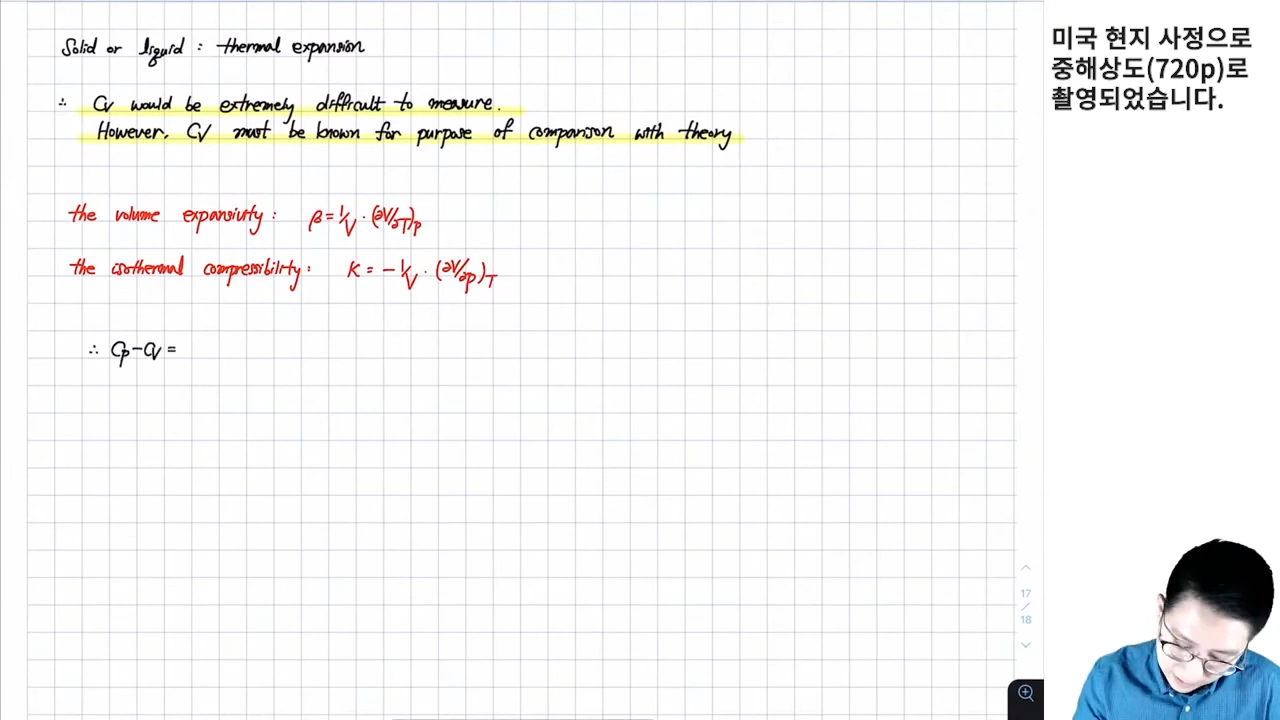 Solid or liquid : thermal expansion
∴ Cv would be extremely difficult to measure.
However, Cv must be known for purpose of comparison with theory
the volume expansivity : β = 1/V · (∂V/∂T)p
the isothermal compressibility : K = - 1/V · (∂V/∂p)T
∴ Cp - Cv =
미국 현지 사정으로
중해상도(720p)로
촬영되었습니다.
17
/
18